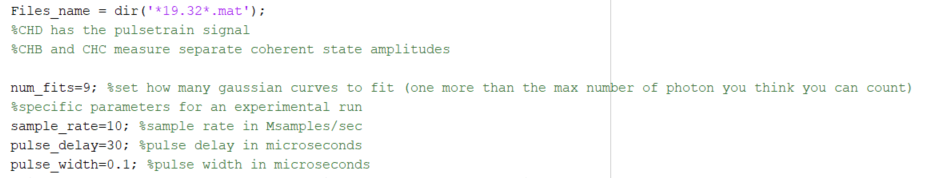 Files_name = dir('*19.32*.mat');
%CHD has the pulsetrain signal
%CHB and CHC measure separate coherent state amplitudes
num_fits=9; %set how many gaussian curves to fit (one more than the max number of photon you think you can count)
%specific parameters for an experimental run
sample_rate=10; %sample rate in Msamples/sec
pulse_delay=30; %pulse delay in microseconds
pulse_width=0.1; %pulse width in microseconds